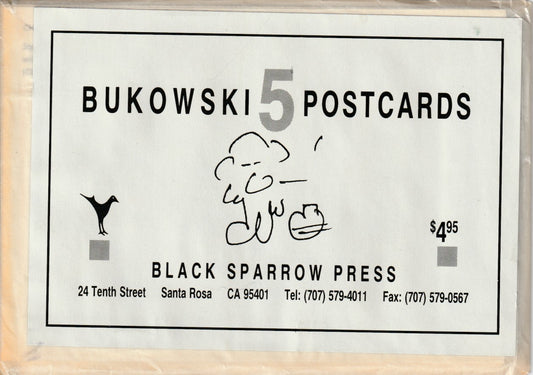 BUKOWSKI 5 POSTCARDS
$4.95
BLACK SPARROW PRESS
24 Tenth Street Santa Rosa CA 95401 Tel: (707) 579-4011 Fax: (707) 579-0567